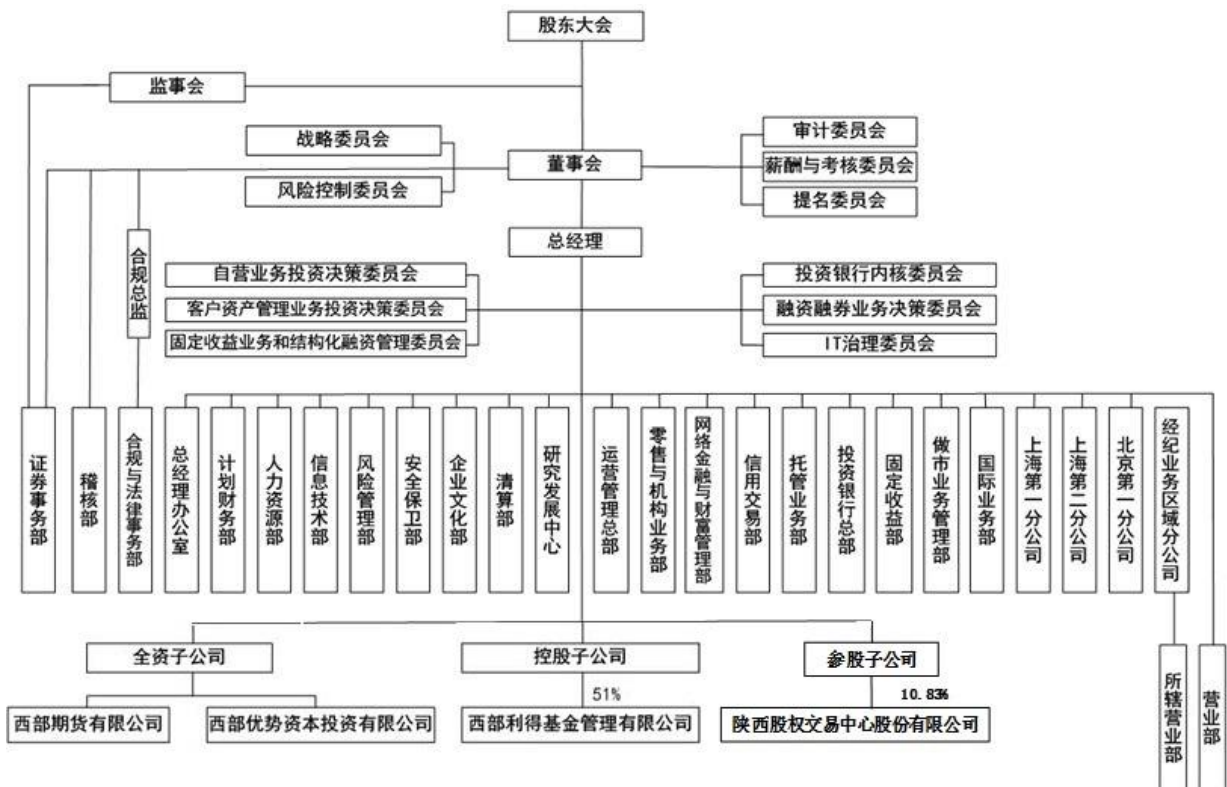 股东大会
监事会
战略委员会
审计委员会
董事会
薪酬与考核委员会
风险控制委员会
提名委员会
总经理
合规总监
自营业务投资决策委员会
投资银行内核委员会
客户资产管理业务投资决策委员会
融资融券业务决策委员会
固定收益业务和结构化融资管理委员会
IT治理委员会
证券事务部
稽核部
合规与法律事务部
总经理办公室
计划财务部
人力资源部
信息技术部
风险管理部
安全保卫部
企业文化部
清算部
研究发展中心
运营管理总部
零售与机构业务部
网络金融与财富管理部
信用交易部
托管业务部
投资银行总部
固定收益部
做市业务管理部
国际业务部
上海第一分公司
上海第二分公司
北京第一分公司
经纪业务区域分公司
全资子公司
控股子公司
参股子公司
所辖营业部
营业部
51%
10.83%
西部期货有限公司
西部优势资本投资有限公司
西部利得基金管理有限公司
陕西股权交易中心股份有限公司